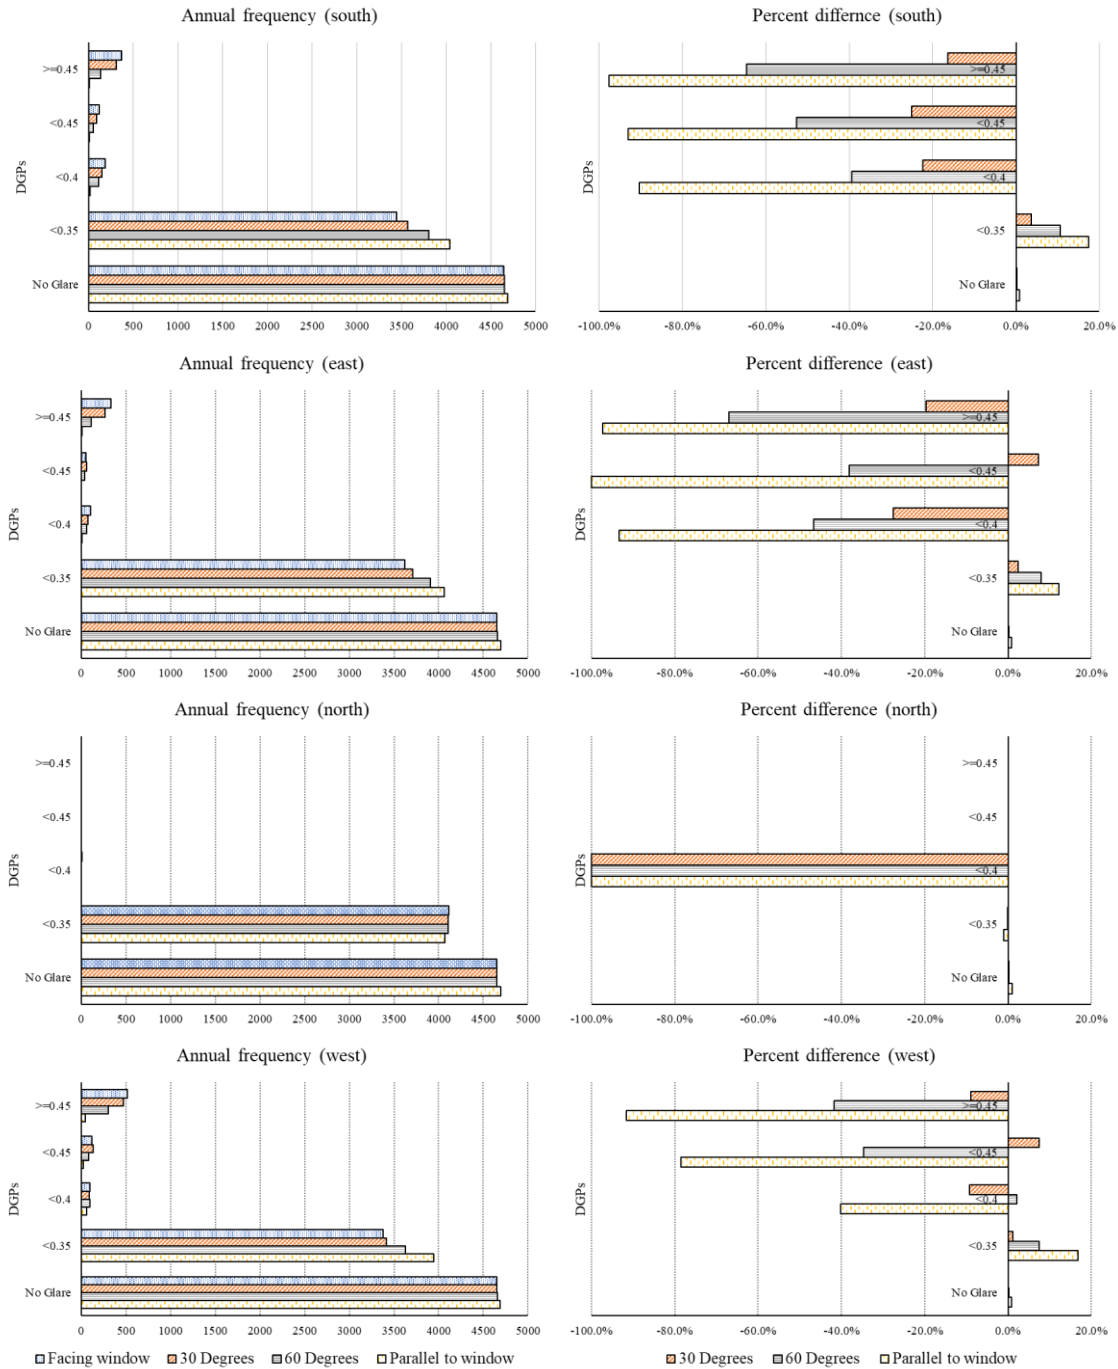 Annual frequency (south)
Percent differnce (south)
DGPs
>=0.45
<0.45
<0.4
<0.35
No Glare
0 500 1000 1500 2000 2500 3000 3500 4000 4500 5000
DGPs
>=0.45
<0.45
<0.4
<0.35
No Glare
-100.0% -80.0% -60.0% -40.0% -20.0% 0.0% 20.0%
Annual frequency (east)
Percent difference (east)
DGPs
>=0.45
<0.45
<0.4
<0.35
No Glare
0 500 1000 1500 2000 2500 3000 3500 4000 4500 5000
DGPs
>=0.45
<0.45
<0.4
<0.35
No Glare
-100.0% -80.0% -60.0% -40.0% -20.0% 0.0% 20.0%
Annual frequency (north)
Percent difference (north)
DGPs
>=0.45
<0.45
<0.4
<0.35
No Glare
0 500 1000 1500 2000 2500 3000 3500 4000 4500 5000
DGPs
>=0.45
<0.45
<0.4
<0.35
No Glare
-100.0% -80.0% -60.0% -40.0% -20.0% 0.0% 20.0%
Annual frequency (west)
Percent difference (west)
DGPs
>=0.45
<0.45
<0.4
<0.35
No Glare
0 500 1000 1500 2000 2500 3000 3500 4000 4500 5000
DGPs
>=0.45
<0.45
<0.4
<0.35
No Glare
-100.0% -80.0% -60.0% -40.0% -20.0% 0.0% 20.0%
Facing window 30 Degrees 60 Degrees Parallel to window
30 Degrees 60 Degrees Parallel to window